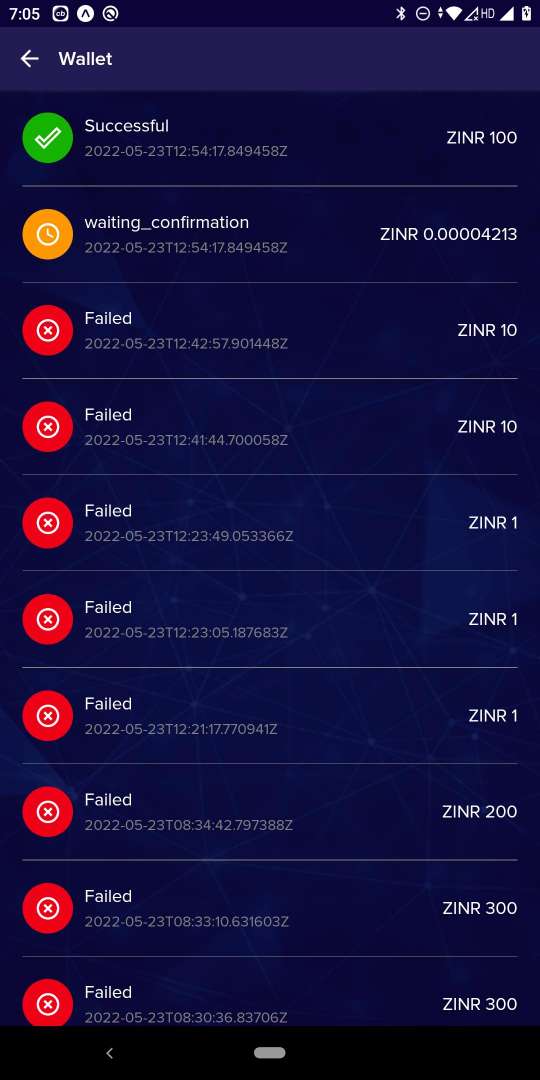 7:05 HD
Wallet
Successful
2022-05-23T12:54:17.849458Z
ZINR 100
waiting_confirmation
2022-05-23T12:54:17.849458Z
ZINR 0.00004213
Failed
2022-05-23T12:42:57.901448Z
ZINR 10
Failed
2022-05-23T12:41:44.700058Z
ZINR 10
Failed
2022-05-23T12:23:49.053366Z
ZINR 1
Failed
2022-05-23T12:23:05.187683Z
ZINR 1
Failed
2022-05-23T12:21:17.770941Z
ZINR 1
Failed
2022-05-23T08:34:42.797388Z
ZINR 200
Failed
2022-05-23T08:33:10.631603Z
ZINR 300
Failed
2022-05-23T08:30:36.83706Z
ZINR 300